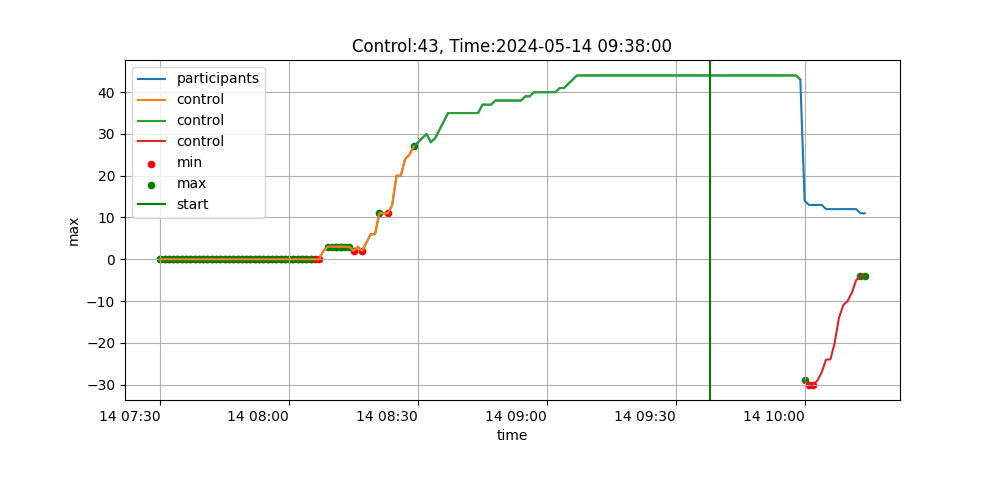 Control:43, Time:2024-05-14 09:38:00
participants
control
control
control
min
max
start
max
40
30
20
10
0
−10
−20
−30
14 07:30 14 08:00 14 08:30 14 09:00 14 09:30 14 10:00
time